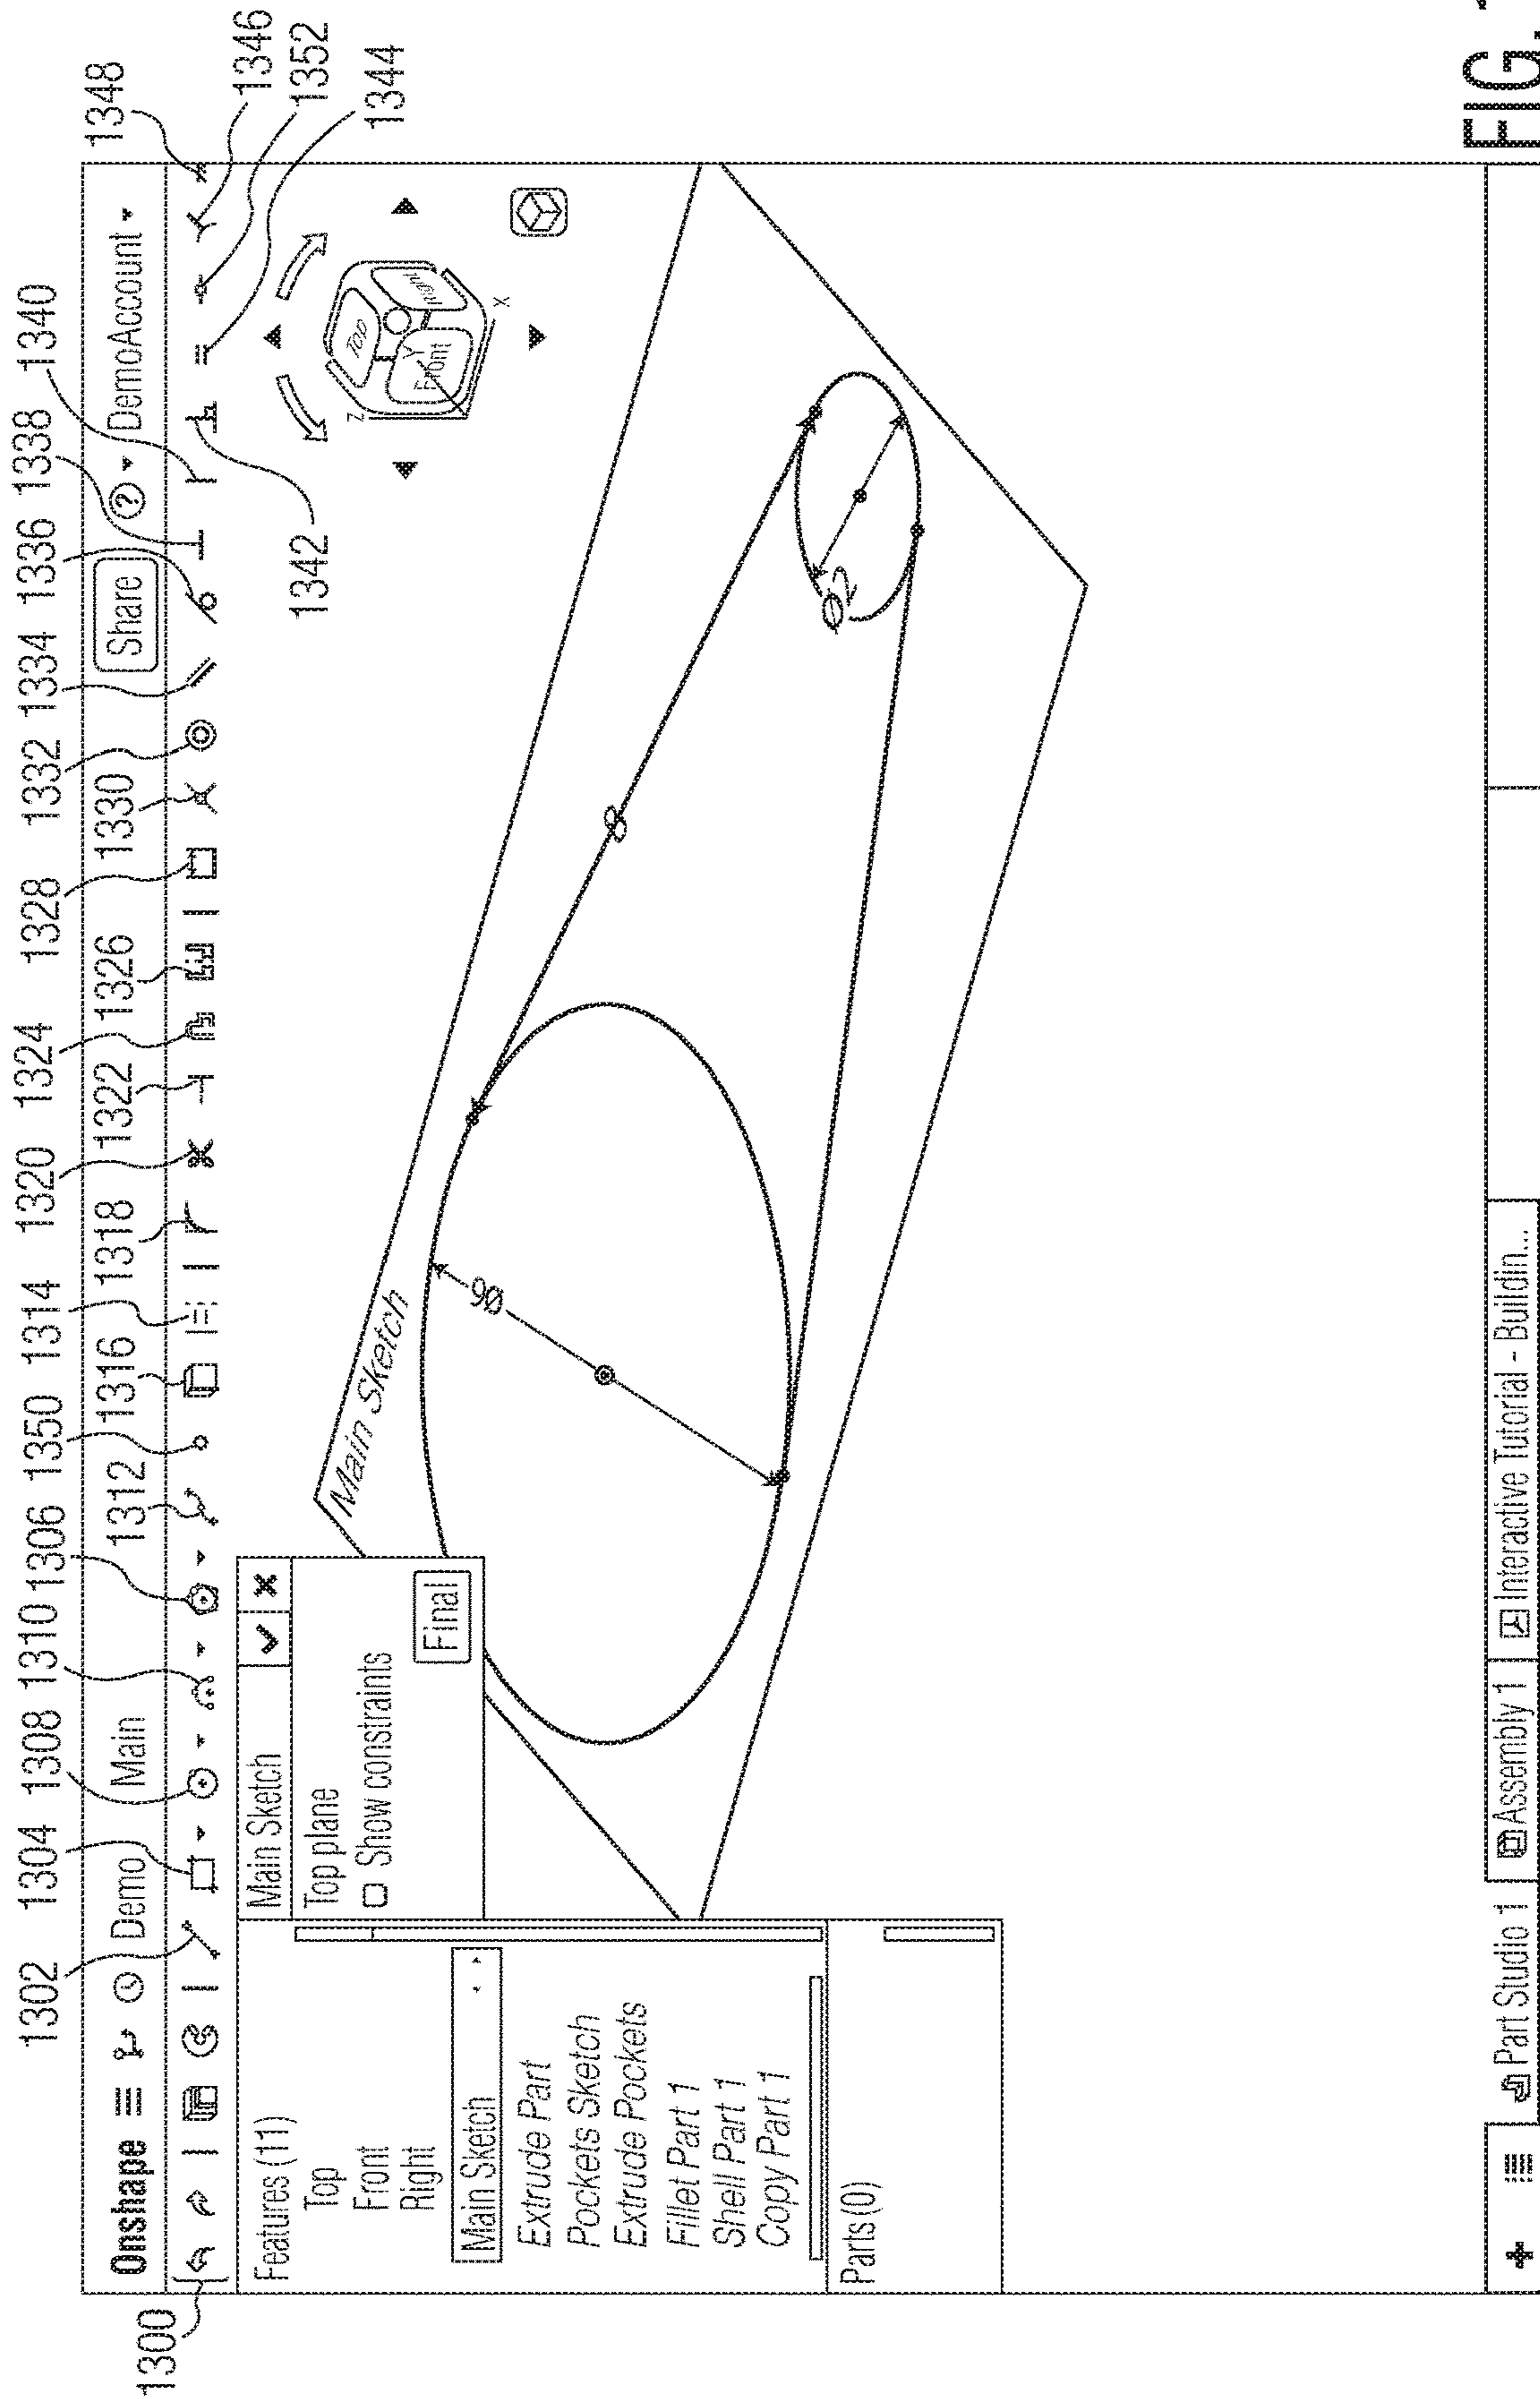 1302 1304 1308 1310 1306 1350 1314 1320 1324 1328 1332 1334 1336 1338 1340
1348
1312 1316 1318 1322 1326 1330
1346
1352
1344
1300
Onshape Demo Main Share ? DemoAccount
1342
Features (11)
Top
Front
Right
Main Sketch
Extrude Part
Pockets Sketch
Extrude Pockets
Fillet Part 1
Shell Part 1
Copy Part 1
Parts (0)
Main Sketch
Top plane
Show constraints
Final
Main Sketch
8
Top
Front
Right
Z
Y
X
Part Studio 1 Assembly 1 Interactive Tutorial - Buildin...
FIG.